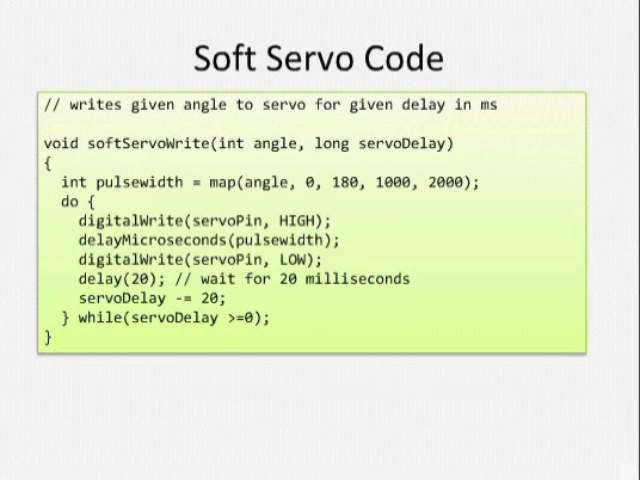 Soft Servo Code
// writes given angle to servo for given delay in ms
void softServoWrite(int angle, long servoDelay)
{
int pulsewidth = map(angle, 0, 180, 1000, 2000);
do {
digitalWrite(servoPin, HIGH);
delayMicroseconds(pulsewidth);
digitalWrite(servoPin, LOW);
delay(20); // wait for 20 milliseconds
servoDelay -= 20;
} while(servoDelay >=0);
}